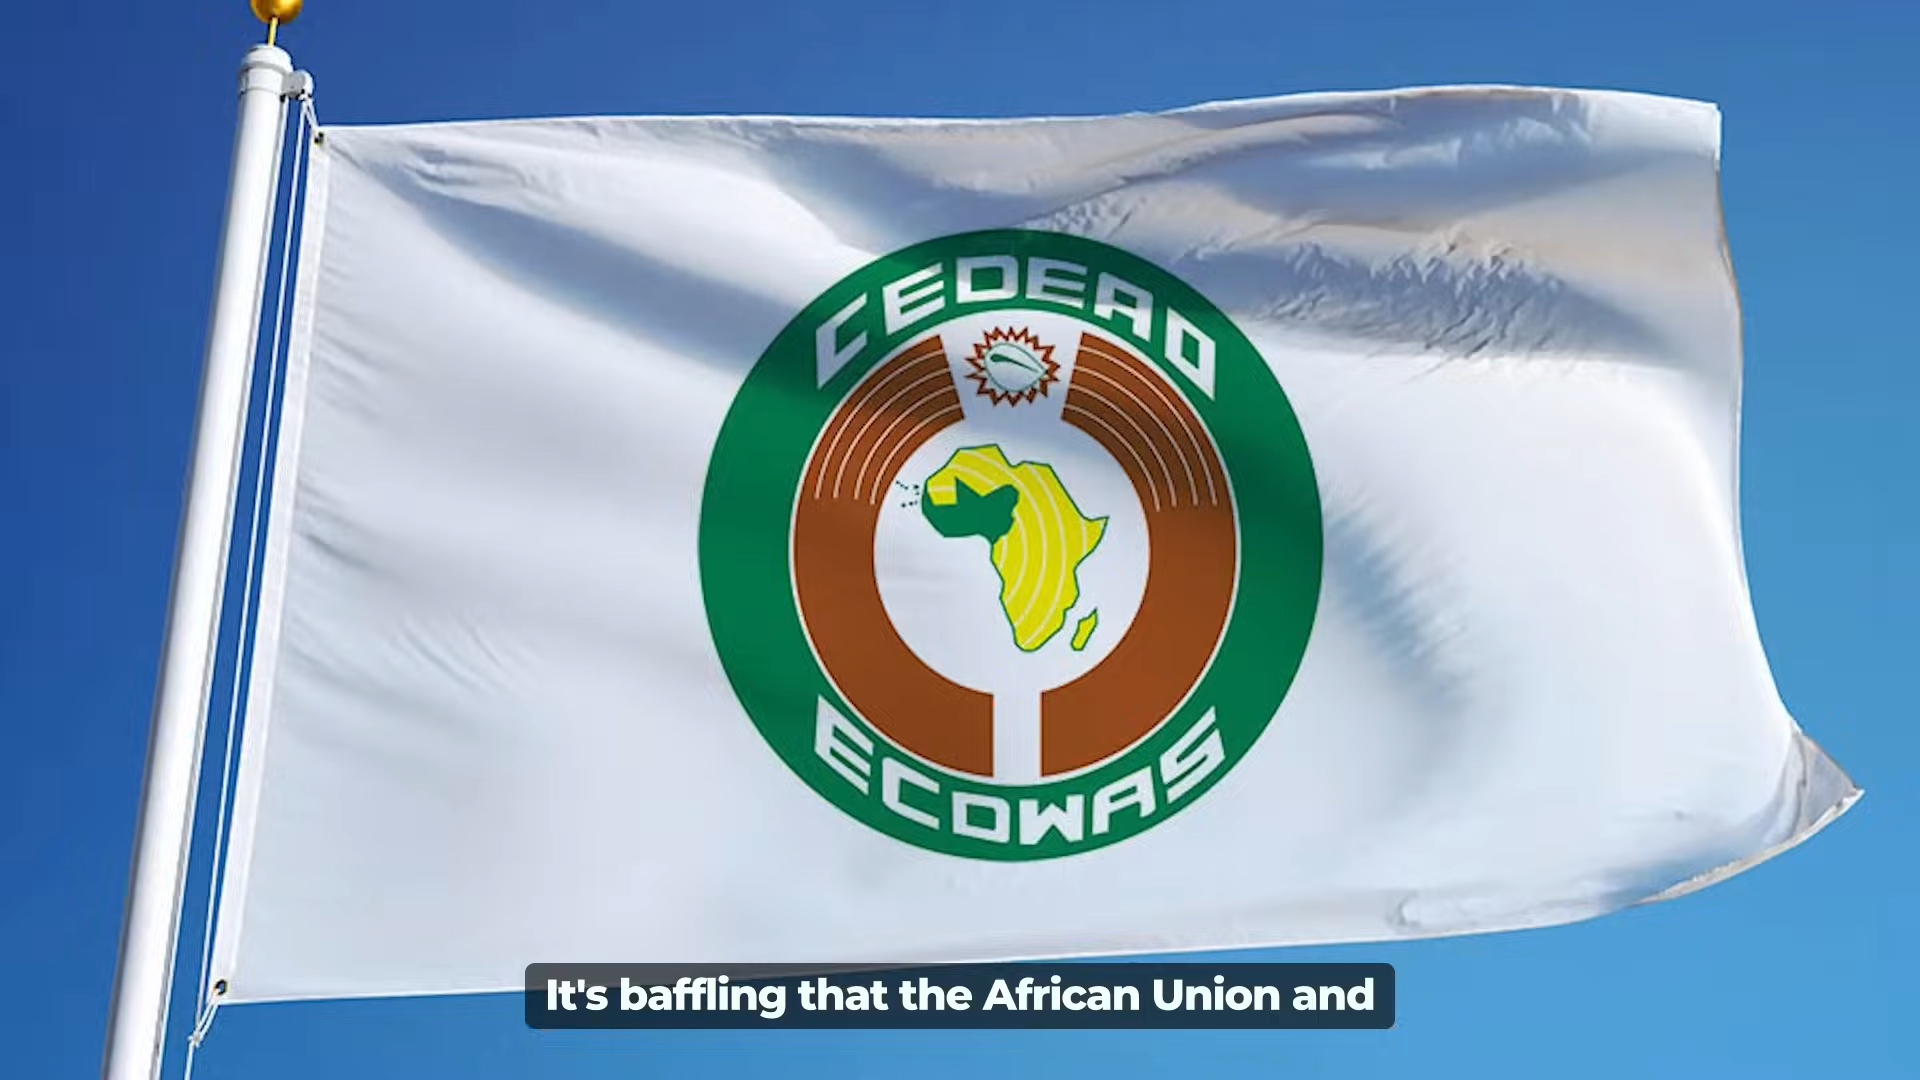 CEDEAO
ECOWAS
It's baffling that the African Union and